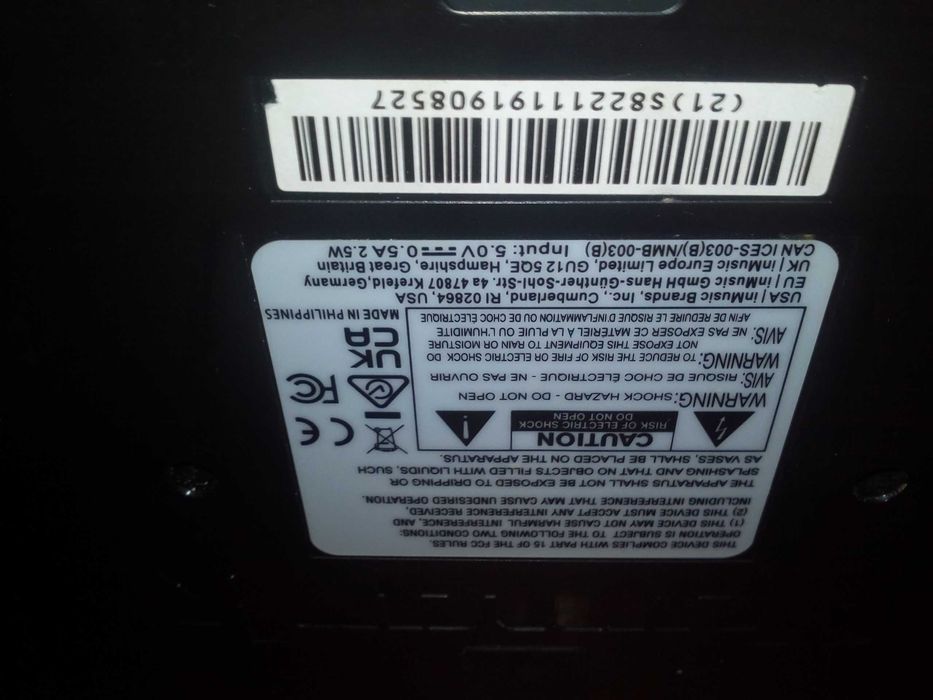 THIS DEVICE COMPLIES WITH PART 15 OF THE FCC RULES.
OPERATION IS SUBJECT TO THE FOLLOWING TWO CONDITIONS:
(1) THIS DEVICE MAY NOT CAUSE HARMFUL INTERFERENCE, AND,
(2) THIS DEVICE MUST ACCEPT ANY INTERFERENCE RECEIVED,
INCLUDING INTERFERENCE THAT MAY CAUSE UNDESIRED OPERATION.
THE APPARATUS SHALL NOT BE EXPOSED TO DRIPPING OR
SPLASHING AND THAT NO OBJECTS FILLED WITH LIQUIDS, SUCH
AS VASES, SHALL BE PLACED ON THE APPARATUS.
CAUTION
RISK OF ELECTRIC SHOCK
DO NOT OPEN
WARNING: SHOCK HAZARD - DO NOT OPEN
AVIS: RISQUE DE CHOC ÉLECTRIQUE - NE PAS OUVRIR
WARNING: TO REDUCE THE RISK OF FIRE OR ELECTRIC SHOCK DO
NOT EXPOSE THIS EQUIPMENT TO RAIN OR MOISTURE
AVIS: NE PAS EXPOSER CE MATÉRIEL À LA PLUIE OU L'HUMIDITE
AFIN DE RÉDUIRE LE RISQUE D'INFLAMMATION OU DE CHOC ÉLECTRIQUE
CE
FC
UK
CA
MADE IN PHILIPPINES
USA | inMusic Brands, Inc., Cumberland, RI 02864, USA
EU | inMusic GmbH Hans-Günther-Sohl-Str. 4a 47807 Krefeld, Germany
UK | inMusic Europe Limited, GU12 5QE, Hampshire, Great Britain
CAN ICES-003(B)/NMB-003(B) Input: 5.0V ⎓ 0.5A 2.5W
(21)S822111191908527